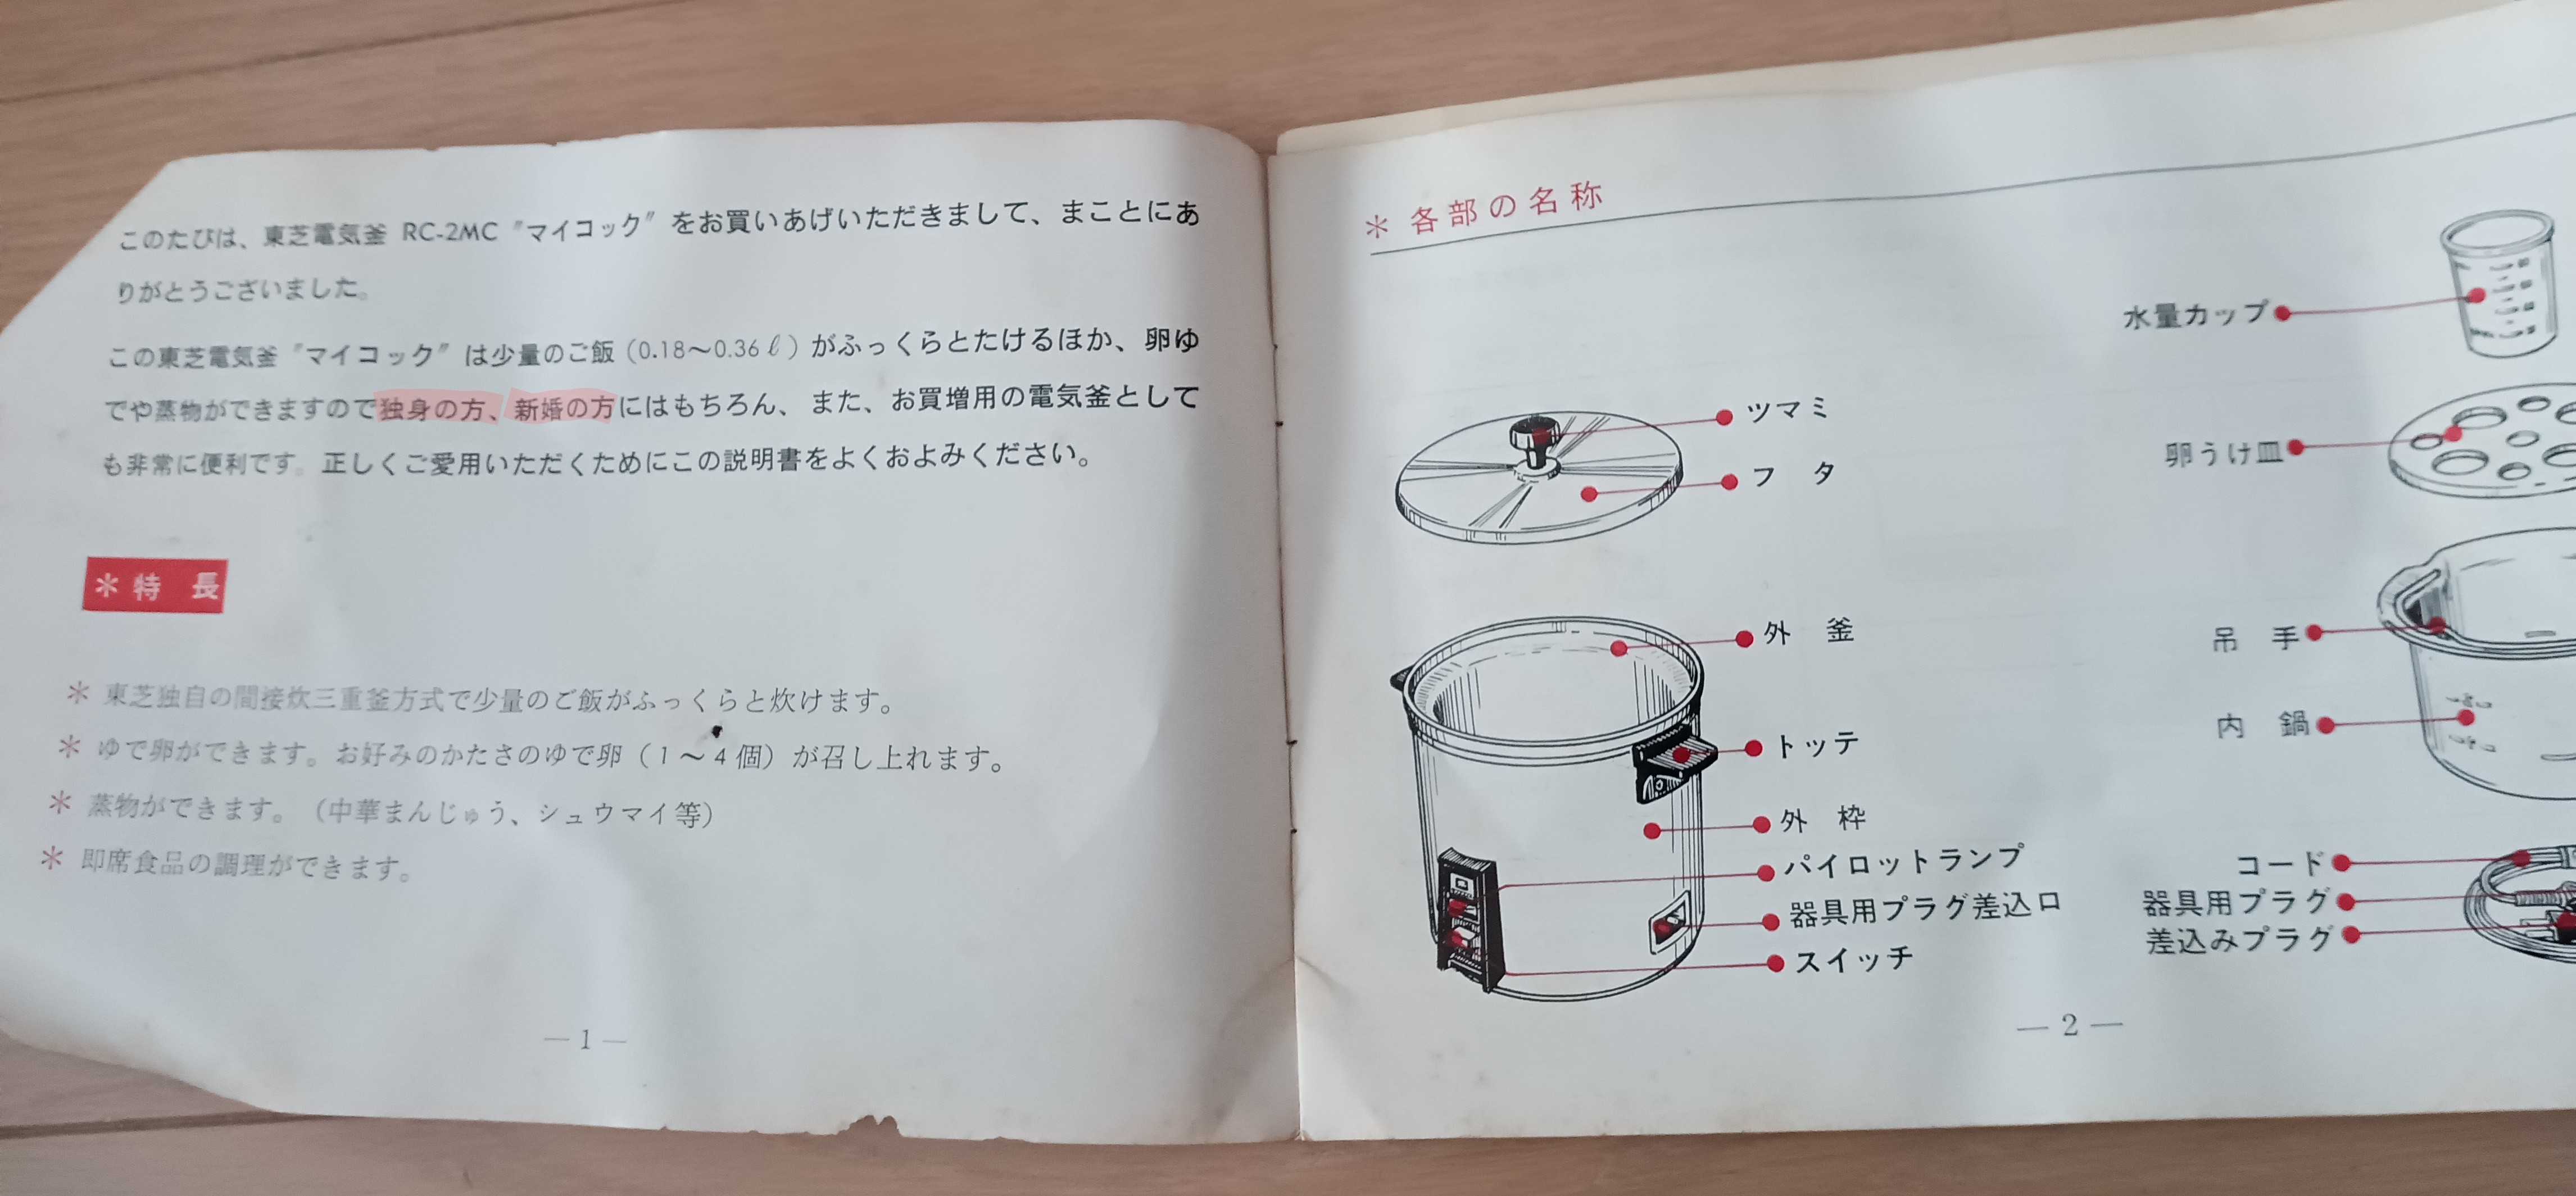 このたびは、東芝電気釜 RC-2MC〝マイコック〞をお買いあげいただきまして、まことにあ
りがとうございました。
この東芝電気釜〝マイコック〞は少量のご飯（0.18〜0.36ℓ）がふっくらとたけるほか、卵ゆ
でや蒸物ができますので独身の方、新婚の方にはもちろん、また、お買増用の電気釜として
も非常に便利です。正しくご愛用いただくためにこの説明書をよくおよみください。
＊特 長
＊ 東芝独自の間接炊三重釜方式で少量のご飯がふっくらと炊けます。
＊ ゆで卵ができます。お好みのかたさのゆで卵（1〜4個）が召し上れます。
＊ 蒸物ができます。（中華まんじゅう、シュウマイ等）
＊ 即席食品の調理ができます。
— 1 —
＊ 各部の名称
ツマミ
フ タ
外 釜
トッテ
外 枠
パイロットランプ
器具用プラグ差込口
スイッチ
水量カップ
卵うけ皿
吊 手
内 鍋
コード
器具用プラグ
差込みプラグ
— 2 —